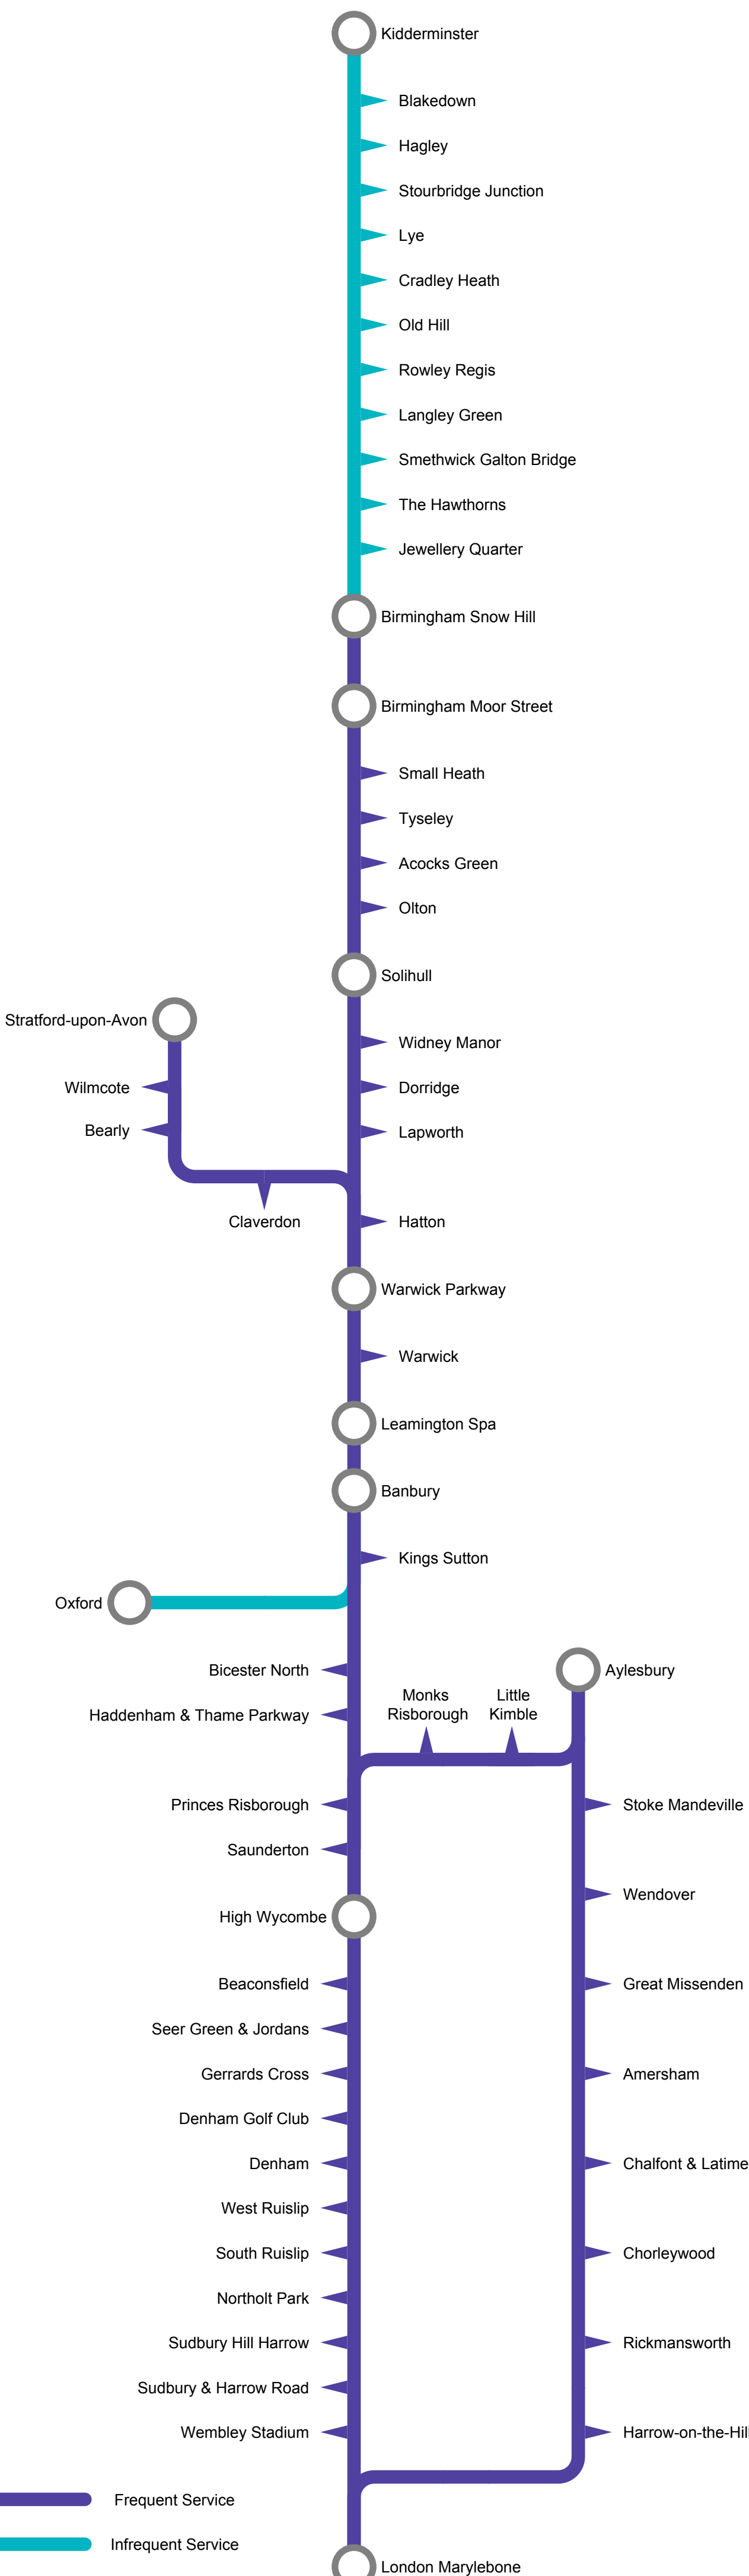 Kidderminster
Blakedown
Hagley
Stourbridge Junction
Lye
Cradley Heath
Old Hill
Rowley Regis
Langley Green
Smethwick Galton Bridge
The Hawthorns
Jewellery Quarter
Birmingham Snow Hill
Birmingham Moor Street
Small Heath
Tyseley
Acocks Green
Olton
Solihull
Stratford-upon-Avon
Widney Manor
Wilmcote
Dorridge
Bearly
Lapworth
Claverdon
Hatton
Warwick Parkway
Warwick
Leamington Spa
Banbury
Kings Sutton
Oxford
Bicester North
Aylesbury
Monks
Risborough
Little
Kimble
Haddenham & Thame Parkway
Princes Risborough
Stoke Mandeville
Saunderton
Wendover
High Wycombe
Beaconsfield
Great Missenden
Seer Green & Jordans
Gerrards Cross
Amersham
Denham Golf Club
Denham
Chalfont & Latime
West Ruislip
South Ruislip
Chorleywood
Northolt Park
Sudbury Hill Harrow
Rickmansworth
Sudbury & Harrow Road
Wembley Stadium
Harrow-on-the-Hill
Frequent Service
Infrequent Service
London Marylebone